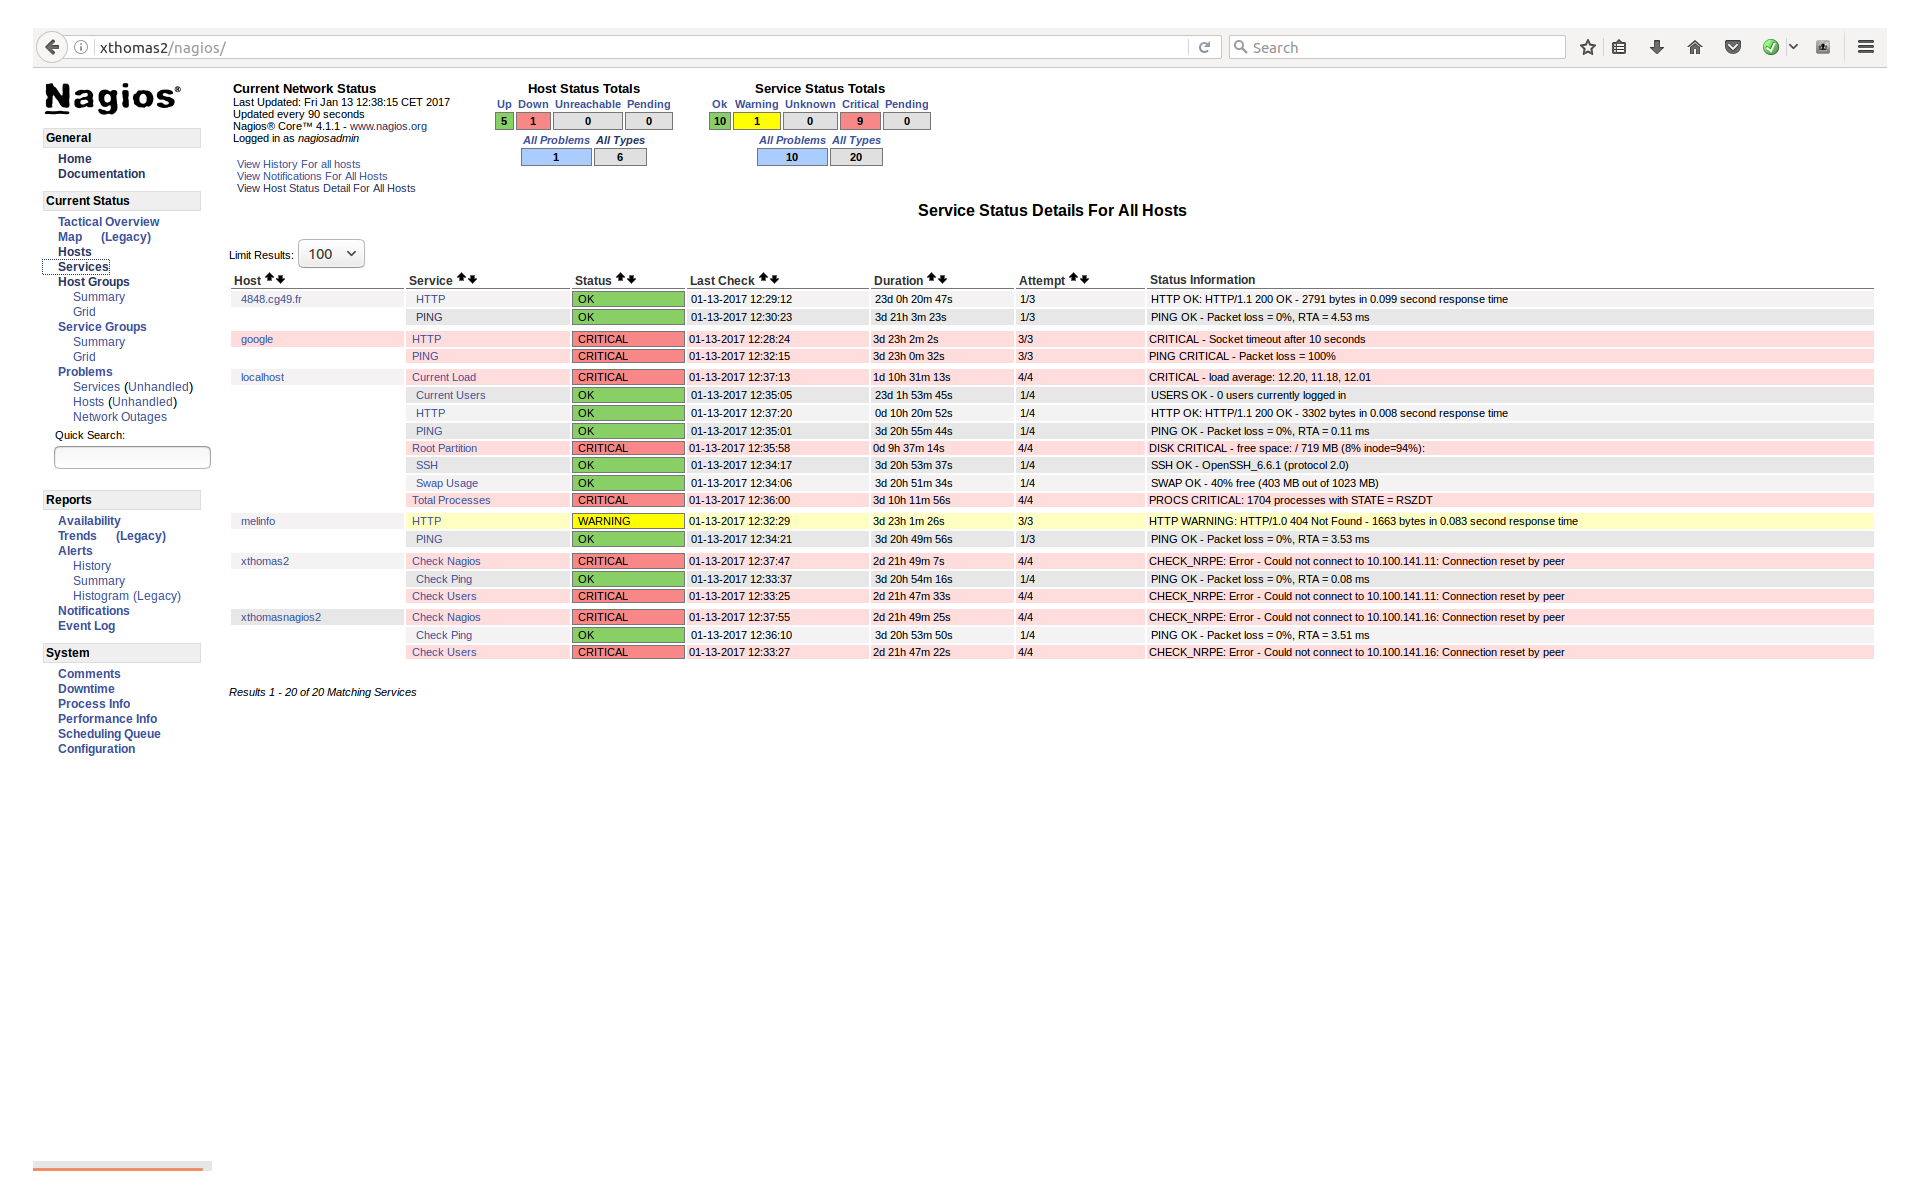 xthomas2/nagios/
Search
Nagios®
General
Home
Documentation
Current Status
Tactical Overview
Map (Legacy)
Hosts
Services
Host Groups
Summary
Grid
Service Groups
Summary
Grid
Problems
Services (Unhandled)
Hosts (Unhandled)
Network Outages
Quick Search:
Reports
Availability
Trends (Legacy)
Alerts
History
Summary
Histogram (Legacy)
Notifications
Event Log
System
Comments
Downtime
Process Info
Performance Info
Scheduling Queue
Configuration
Current Network Status
Last Updated: Fri Jan 13 12:38:15 CET 2017
Updated every 90 seconds
Nagios® Core™ 4.1.1 - www.nagios.org
Logged in as nagiosadmin
View History For all hosts
View Notifications For All Hosts
View Host Status Detail For All Hosts
Host Status Totals
Up Down Unreachable Pending
5 1 0 0
All Problems All Types
1 6
Service Status Totals
Ok Warning Unknown Critical Pending
10 1 0 9 0
All Problems All Types
10 20
Service Status Details For All Hosts
Limit Results: 100
Host Service Status Last Check Duration Attempt Status Information
4848.cg49.fr HTTP OK 01-13-2017 12:29:12 23d 0h 20m 47s 1/3 HTTP OK: HTTP/1.1 200 OK - 2791 bytes in 0.099 second response time
PING OK 01-13-2017 12:30:23 3d 21h 3m 23s 1/3 PING OK - Packet loss = 0%, RTA = 4.53 ms
google HTTP CRITICAL 01-13-2017 12:28:24 3d 23h 2m 2s 3/3 CRITICAL - Socket timeout after 10 seconds
PING CRITICAL 01-13-2017 12:32:15 3d 23h 0m 32s 3/3 PING CRITICAL - Packet loss = 100%
localhost Current Load CRITICAL 01-13-2017 12:37:13 1d 10h 31m 13s 4/4 CRITICAL - load average: 12.20, 11.18, 12.01
Current Users OK 01-13-2017 12:35:05 23d 1h 53m 45s 1/4 USERS OK - 0 users currently logged in
HTTP OK 01-13-2017 12:37:20 0d 10h 20m 52s 1/4 HTTP OK: HTTP/1.1 200 OK - 3302 bytes in 0.008 second response time
PING OK 01-13-2017 12:35:01 3d 20h 55m 44s 1/4 PING OK - Packet loss = 0%, RTA = 0.11 ms
Root Partition CRITICAL 01-13-2017 12:35:58 0d 9h 37m 14s 4/4 DISK CRITICAL - free space: / 719 MB (8% inode=94%):
SSH OK 01-13-2017 12:34:17 3d 20h 53m 37s 1/4 SSH OK - OpenSSH_6.6.1 (protocol 2.0)
Swap Usage OK 01-13-2017 12:34:06 3d 20h 51m 34s 1/4 SWAP OK - 40% free (403 MB out of 1023 MB)
Total Processes CRITICAL 01-13-2017 12:36:00 3d 10h 11m 56s 4/4 PROCS CRITICAL: 1704 processes with STATE = RSZDT
melinfo HTTP WARNING 01-13-2017 12:32:29 3d 23h 1m 26s 3/3 HTTP WARNING: HTTP/1.0 404 Not Found - 1663 bytes in 0.083 second response time
PING OK 01-13-2017 12:34:21 3d 20h 49m 56s 1/3 PING OK - Packet loss = 0%, RTA = 3.53 ms
xthomas2 Check Nagios CRITICAL 01-13-2017 12:37:47 2d 21h 49m 7s 4/4 CHECK_NRPE: Error - Could not connect to 10.100.141.11: Connection reset by peer
Check Ping OK 01-13-2017 12:33:37 3d 20h 54m 16s 1/4 PING OK - Packet loss = 0%, RTA = 0.08 ms
Check Users CRITICAL 01-13-2017 12:33:25 2d 21h 47m 33s 4/4 CHECK_NRPE: Error - Could not connect to 10.100.141.11: Connection reset by peer
xthomasnagios2 Check Nagios CRITICAL 01-13-2017 12:37:55 2d 21h 49m 25s 4/4 CHECK_NRPE: Error - Could not connect to 10.100.141.16: Connection reset by peer
Check Ping OK 01-13-2017 12:36:10 3d 20h 53m 50s 1/4 PING OK - Packet loss = 0%, RTA = 3.51 ms
Check Users CRITICAL 01-13-2017 12:33:27 2d 21h 47m 22s 4/4 CHECK_NRPE: Error - Could not connect to 10.100.141.16: Connection reset by peer
Results 1 - 20 of 20 Matching Services